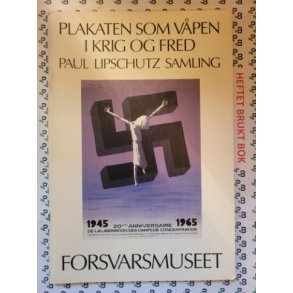 PLAKATEN SOM VÅPEN
I KRIG OG FRED
PAUL LIPSCHUTZ SAMLING
HEFTET BRUKT BOK
1945 20ème ANNIVERSAIRE 1965
DE LA LIBERATION DES CAMPS DE CONCENTRATION
FORSVARSMUSEET